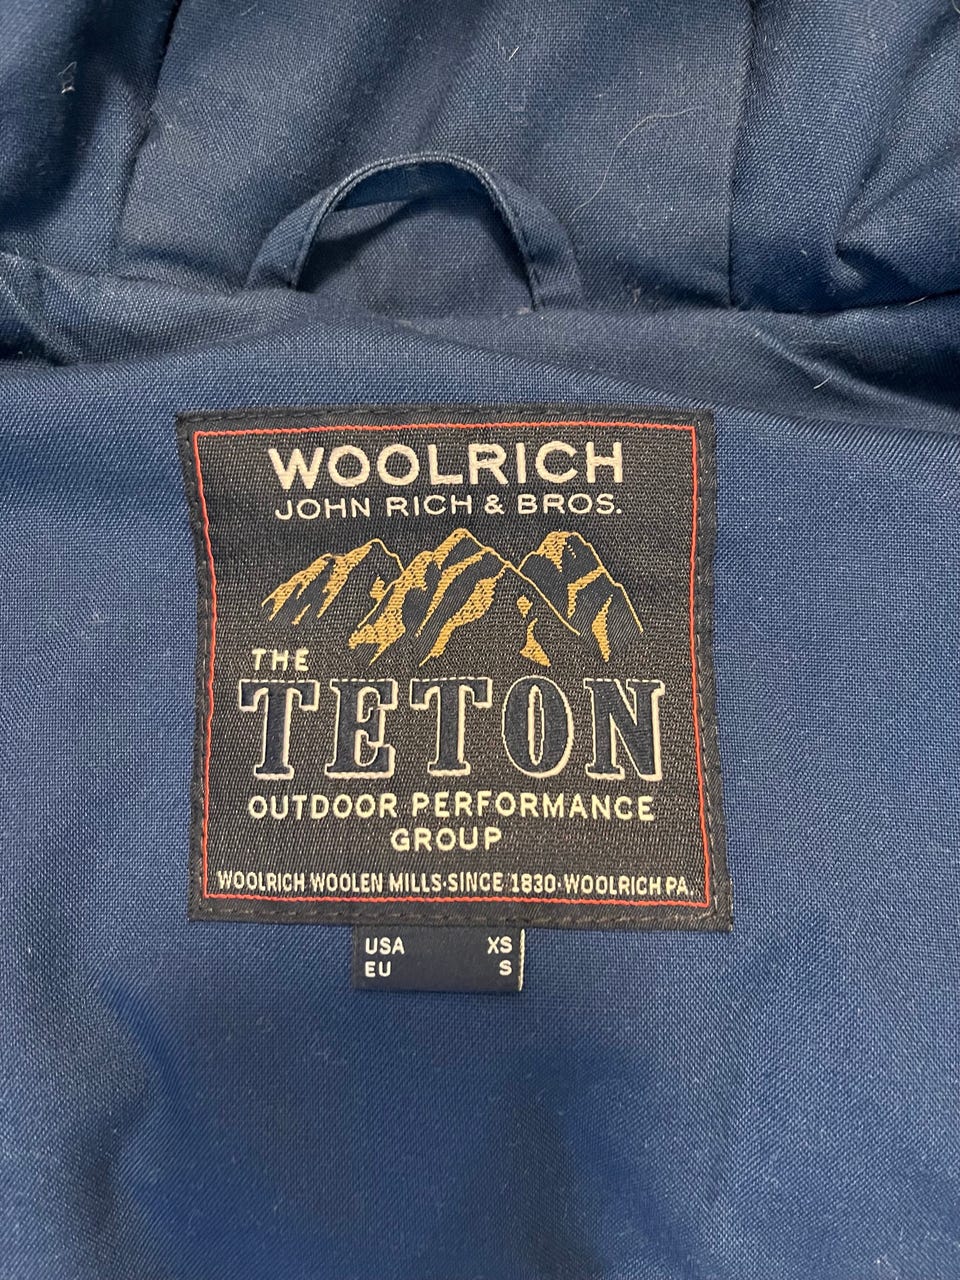 WOOLRICH
JOHN RICH & BROS.
THE
TETON
OUTDOOR PERFORMANCE
GROUP
WOOLRICH WOOLEN MILLS·SINCE 1830·WOOLRICH PA.
USA XS
EU S